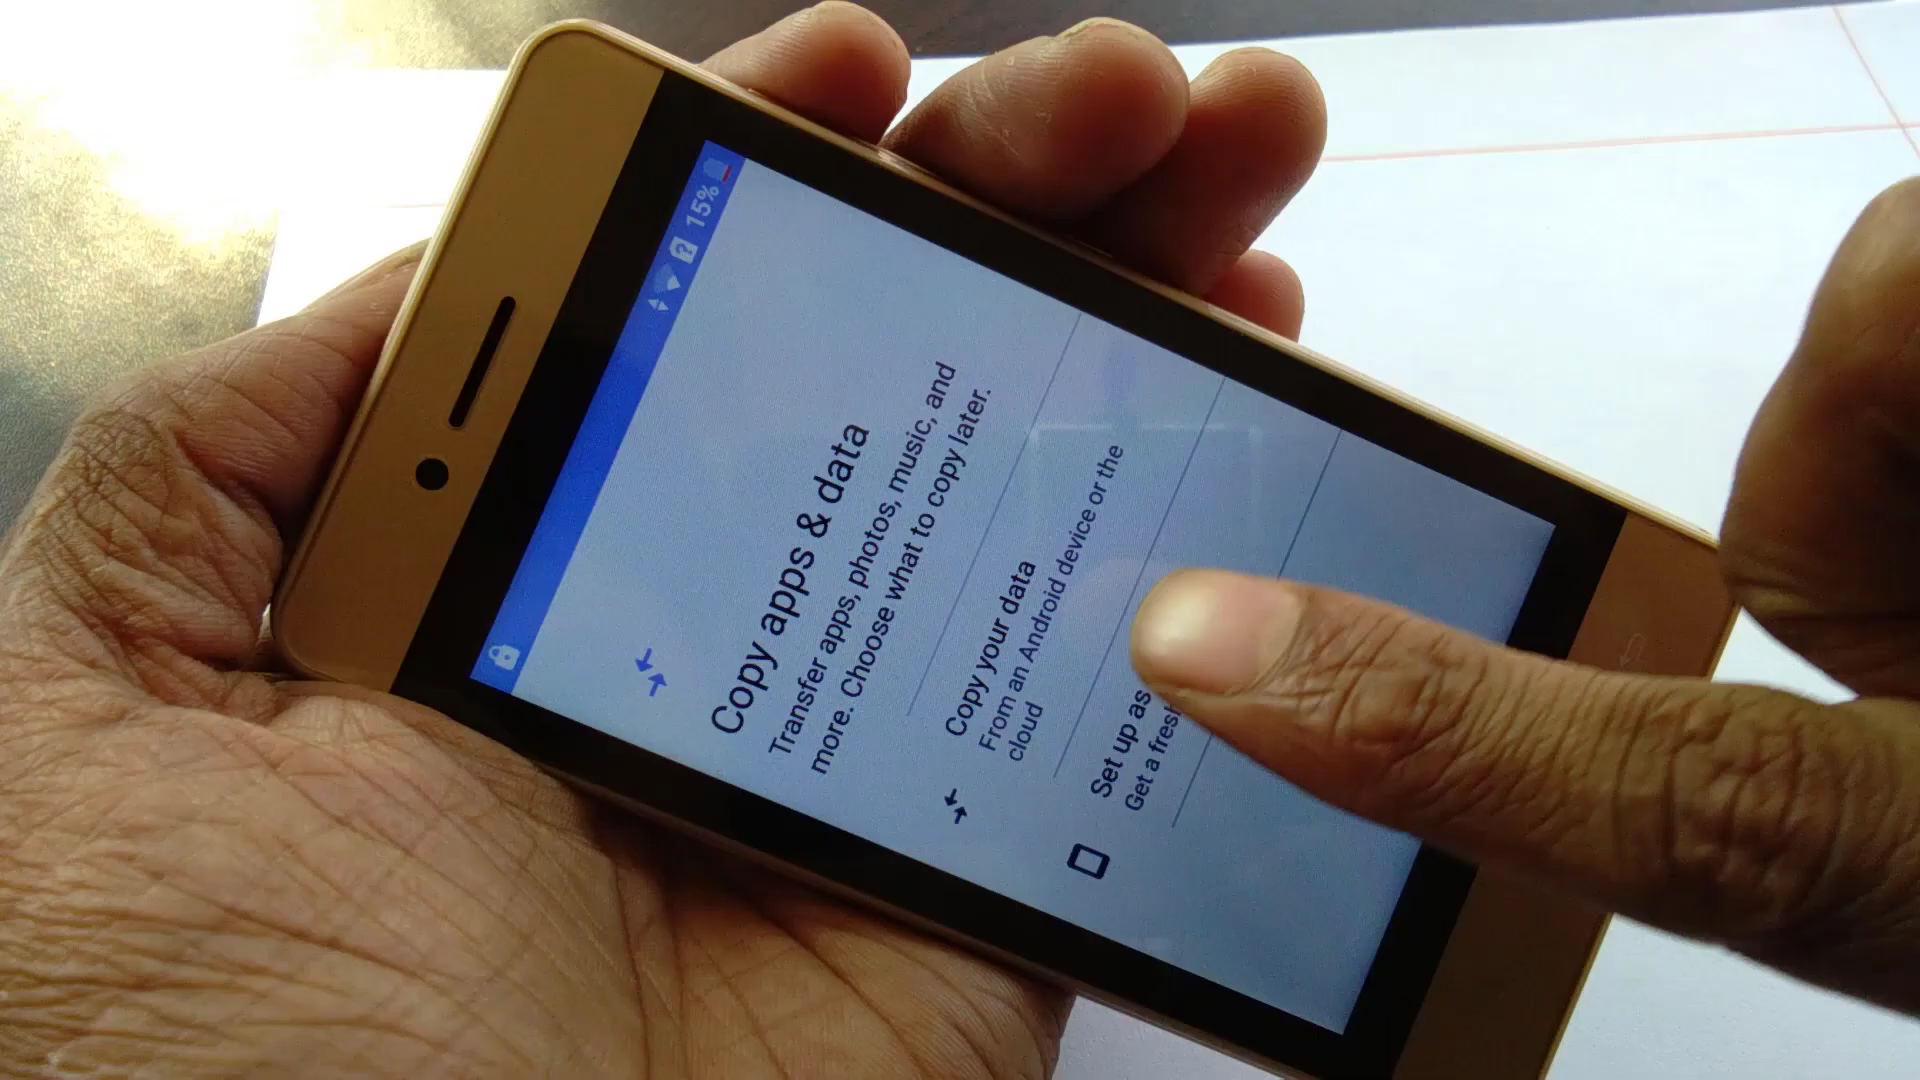 15%
Copy apps & data
Transfer apps, photos, music, and
more. Choose what to copy later.
Copy your data
From an Android device or the
cloud
Set up as
Get a fresh